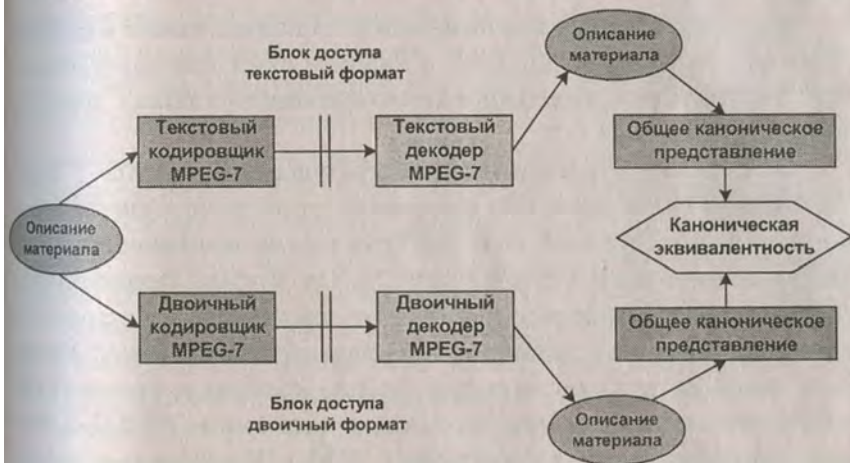 Описание
материала
Блок доступа
текстовый формат
Текстовый
кодировщик
MPEG-7
Текстовый
декодер
MPEG-7
Общее каноническое
представление
Описание
материала
Каноническая
эквивалентность
Двоичный
кодировщик
MPEG-7
Двоичный
декодер
MPEG-7
Общее каноническое
представление
Блок доступа
двоичный формат
Описание
материала